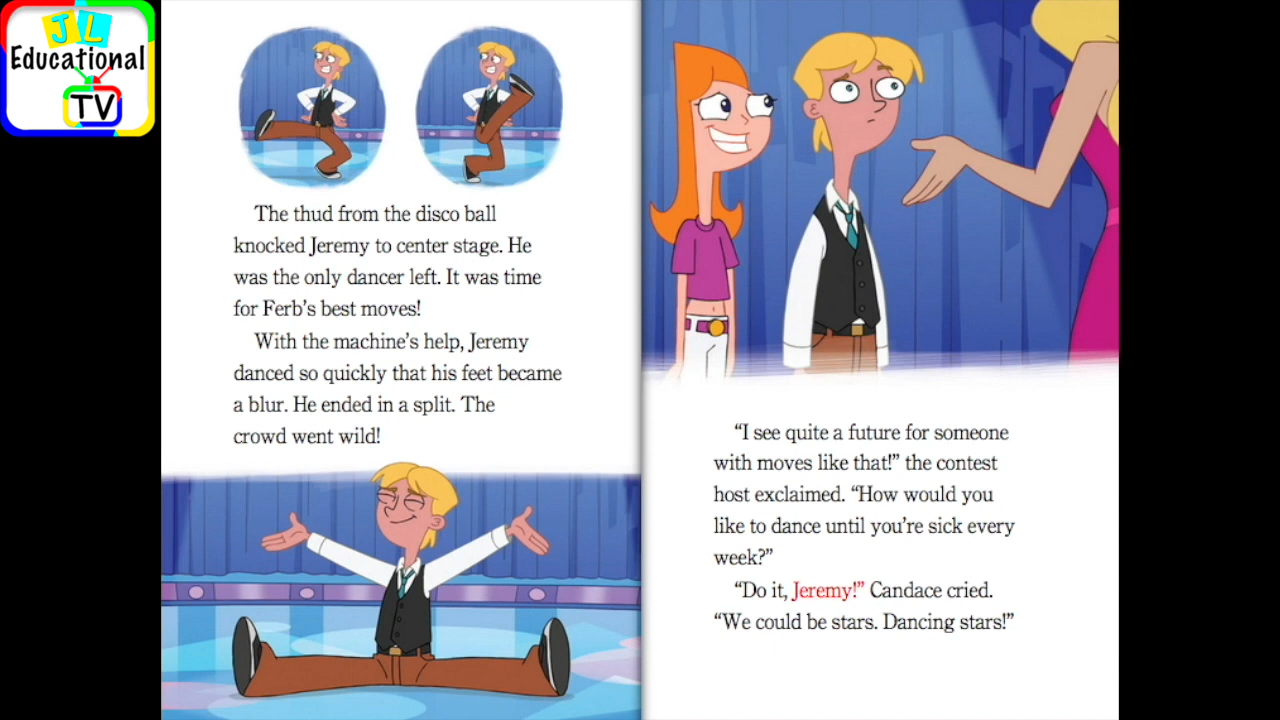 JL
Educational
TV
The thud from the disco ball
knocked Jeremy to center stage. He
was the only dancer left. It was time
for Ferb’s best moves!
With the machine’s help, Jeremy
danced so quickly that his feet became
a blur. He ended in a split. The
crowd went wild!
“I see quite a future for someone
with moves like that!” the contest
host exclaimed. “How would you
like to dance until you’re sick every
week?”
“Do it, Jeremy!” Candace cried.
“We could be stars. Dancing stars!”